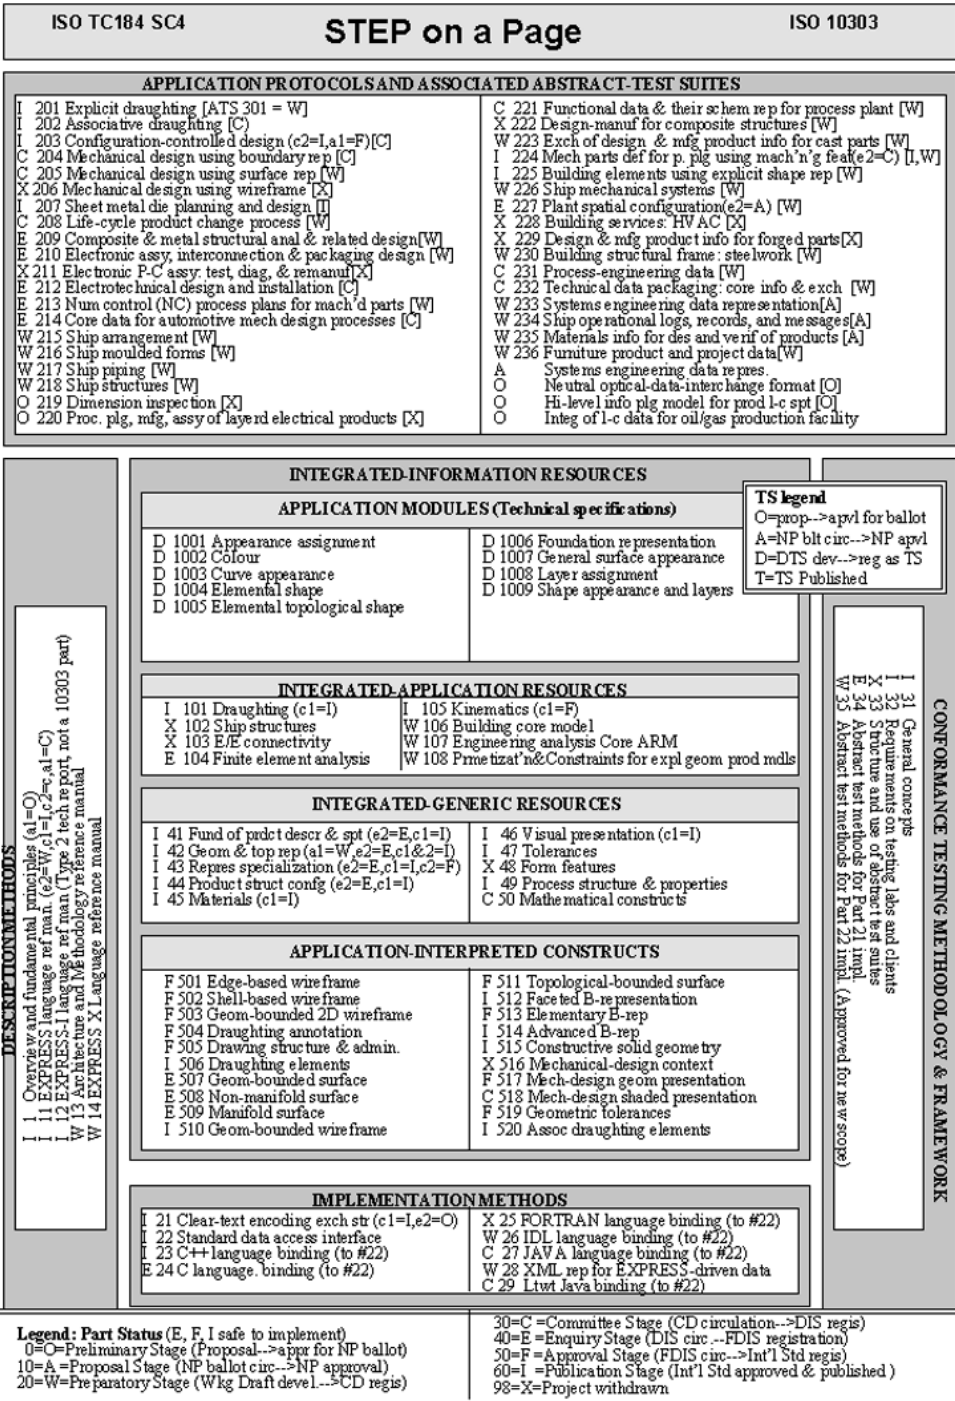 ISO TC184 SC4
STEP on a Page
ISO 10303
APPLICATION PROTOCOLS AND ASSOCIATED ABSTRACT-TEST SUITES
I 201 Explicit draughting [ATS 301 = W]
I 202 Associative draughting [C)
I 203 Configuration-controlled design (c2=I,a1=F)[C]
C 204 Mechanical design using boundary rep [C]
C 205 Mechanical design using surface rep [W]
X 206 Mechanical design using wireframe [X]
I 207 Sheet metal die planning and design [I]
C 208 Life-cycle product change process [W]
E 209 Composite & metal structural anal & related design[W]
E 210 Electronic assy, interconnection & packaging design [W]
X 211 Electronic P-C assy: test, diag, & remanuf[X]
E 212 Electrotechnical design and installation [C]
E 213 Num control (NC) process plans for mach'd parts [W]
E 214 Core data for automotive mech design processes [C]
W 215 Ship arrangement [W]
W 216 Ship moulded forms [W]
W 217 Ship piping [W]
W 218 Ship structures [W]
O 219 Dimension inspection [X]
O 220 Proc. plg, mfg, assy of layerd electrical products [X]
C 221 Functional data & their schem rep for process plant [W]
X 222 Design-manuf for composite structures [W]
W 223 Exch of design & mfg product info for cast parts [W]
I 224 Mech parts def for p. plg using mach'n'g feat(e2=C) [I,W]
I 225 Building elements using explicit shape rep [W]
W 226 Ship mechanical systems [W]
E 227 Plant spatial configuration(e2=A) [W]
X 228 Building services: HVAC [X]
X 229 Design & mfg product info for forged parts[X]
W 230 Building structural frame: steelwork [W]
C 231 Process-engineering data [W]
C 232 Technical data packaging: core info & exch [W]
W 233 Systems engineering data representation[A]
W 234 Ship operational logs, records, and messages[A]
W 235 Materials info for des and verif of products [A]
W 236 Furniture product and project data[W]
A Systems engineering data repres.
O Neutral optical-data-interchange format [O]
O Hi-level info plg model for prod l-c spt [O]
O Integ of l-c data for oil/gas production facility
INTEGRATED-INFORMATION RESOURCES
APPLICATION MODULES (Technical specifications)
D 1001 Appearance assignment
D 1002 Colour
D 1003 Curve appearance
D 1004 Elemental shape
D 1005 Elemental topological shape
D 1006 Foundation representation
D 1007 General surface appearance
D 1008 Layer assignment
D 1009 Shape appearance and layers
TS legend
O=prop-->apvl for ballot
A=NP blt circ-->NP apvl
D=DTS dev-->reg as TS
T=TS Published
INTEGRATED-APPLICATION RESOURCES
I 101 Draughting (c1=I)
X 102 Ship structures
X 103 E/E connectivity
E 104 Finite element analysis
I 105 Kinematics (c1=F)
W 106 Building core model
W 107 Engineering analysis Core ARM
W 108 Prmetizat'n&Constraints for expl geom prod mdls
INTEGRATED-GENERIC RESOURCES
I 41 Fund of prdct descr & spt (e2=E,c1=I)
I 42 Geom & top rep (a1=W,e2=E,c1&2=I)
I 43 Repres specialization (e2=E,c1=I,c2=F)
I 44 Product struct confg (e2=E,c1=I)
I 45 Materials (c1=I)
I 46 Visual presentation (c1=I)
I 47 Tolerances
X 48 Form features
I 49 Process structure & properties
C 50 Mathematical constructs
APPLICATION-INTERPRETED CONSTRUCTS
F 501 Edge-based wireframe
F 502 Shell-based wireframe
F 503 Geom-bounded 2D wireframe
F 504 Draughting annotation
F 505 Drawing structure & admin.
I 506 Draughting elements
E 507 Geom-bounded surface
E 508 Non-manifold surface
E 509 Manifold surface
I 510 Geom-bounded wireframe
F 511 Topological-bounded surface
I 512 Faceted B-representation
F 513 Elementary B-rep
I 514 Advanced B-rep
I 515 Constructive solid geometry
X 516 Mechanical-design context
F 517 Mech-design geom presentation
C 518 Mech-design shaded presentation
F 519 Geometric tolerances
I 520 Assoc draughting elements
IMPLEMENTATION METHODS
I 21 Clear-text encoding exch str (c1=I,e2=O)
I 22 Standard data access interface
I 23 C++ language binding (to #22)
E 24 C language. binding (to #22)
X 25 FORTRAN language binding (to #22)
W 26 IDL language binding (to #22)
C 27 JAVA language binding (to #22)
W 28 XML rep for EXPRESS-driven data
C 29 Ltwt Java binding (to #22)
DESCRIPTION METHODS
I 1 Overview and fundamental principles (a1=O)
I 11 EXPRESS language ref man. (e2=W,c1=I,c2=c,a1=C)
I 12 EXPRESS-I language ref man (Type 2 tech report, not a 10303 part)
W 13 Architecture and Methodology reference manual
W 14 EXPRESS X Language reference manual
CONFORMANCE TESTING METHODOLOGY & FRAMEWORK
I 31 General concepts
I 32 Requirements on testing labs and clients
X 33 Structure and use of abstract test suites
E 34 Abstract test methods for Part 21 impl.
W 35 Abstract test methods for Part 22 impl. (Approved for new scope)
Legend: Part Status (E, F, I safe to implement)
0=O=Preliminary Stage (Proposal-->appr for NP ballot)
10=A=Proposal Stage (NP ballot circ-->NP approval)
20=W=Preparatory Stage (Wkg Draft devel.-->CD regis)
30=C =Committee Stage (CD circulation-->DIS regis)
40=E =Enquiry Stage (DIS circ.--FDIS registration)
50=F =Approval Stage (FDIS circ-->Int'l Std regis)
60=I =Publication Stage (Int'l Std approved & published )
98=X=Project withdrawn